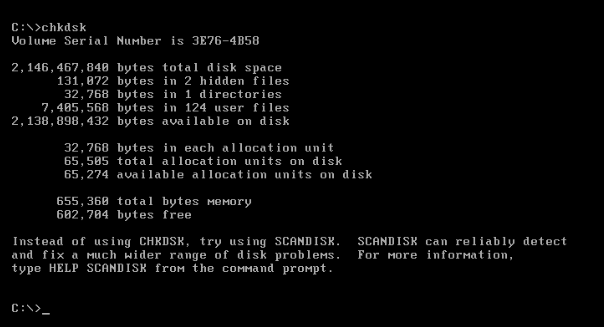 C:\>chkdsk
Volume Serial Number is 3E76-4B58
2,146,467,840 bytes total disk space
131,072 bytes in 2 hidden files
32,768 bytes in 1 directories
7,405,568 bytes in 124 user files
2,138,898,432 bytes available on disk
32,768 bytes in each allocation unit
65,505 total allocation units on disk
65,274 available allocation units on disk
655,360 total bytes memory
602,704 bytes free
Instead of using CHKDSK, try using SCANDISK.  SCANDISK can reliably detect
and fix a much wider range of disk problems.  For more information,
type HELP SCANDISK from the command prompt.
C:\>_